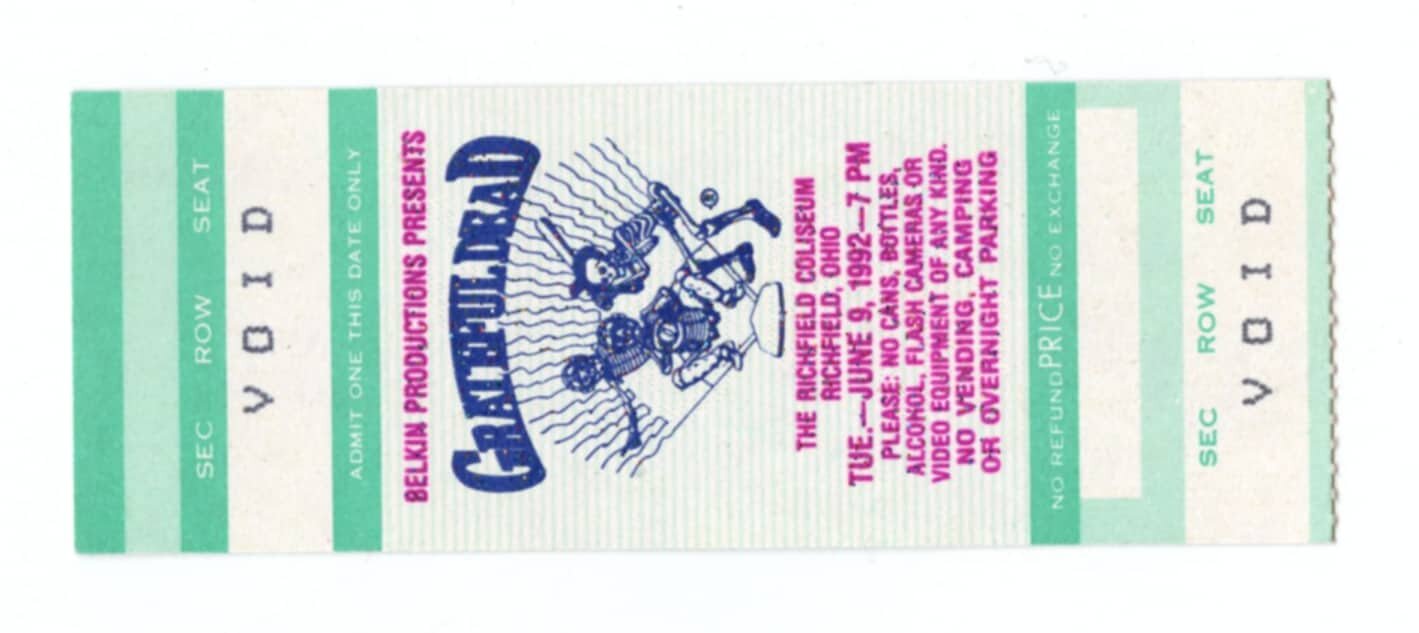 SEC ROW SEAT
V O I D
ADMIT ONE THIS DATE ONLY
BELKIN PRODUCTIONS PRESENTS
GRATEFUL DEAD
®
THE RICHFIELD COLISEUM
RICHFIELD, OHIO
TUE.—JUNE 9, 1992—7 PM
PLEASE: NO CANS, BOTTLES,
ALCOHOL, FLASH CAMERAS OR
VIDEO EQUIPMENT OF ANY KIND.
NO VENDING, CAMPING
OR OVERNIGHT PARKING
NO REFUND PRICE NO EXCHANGE
SEC ROW SEAT
V O I D